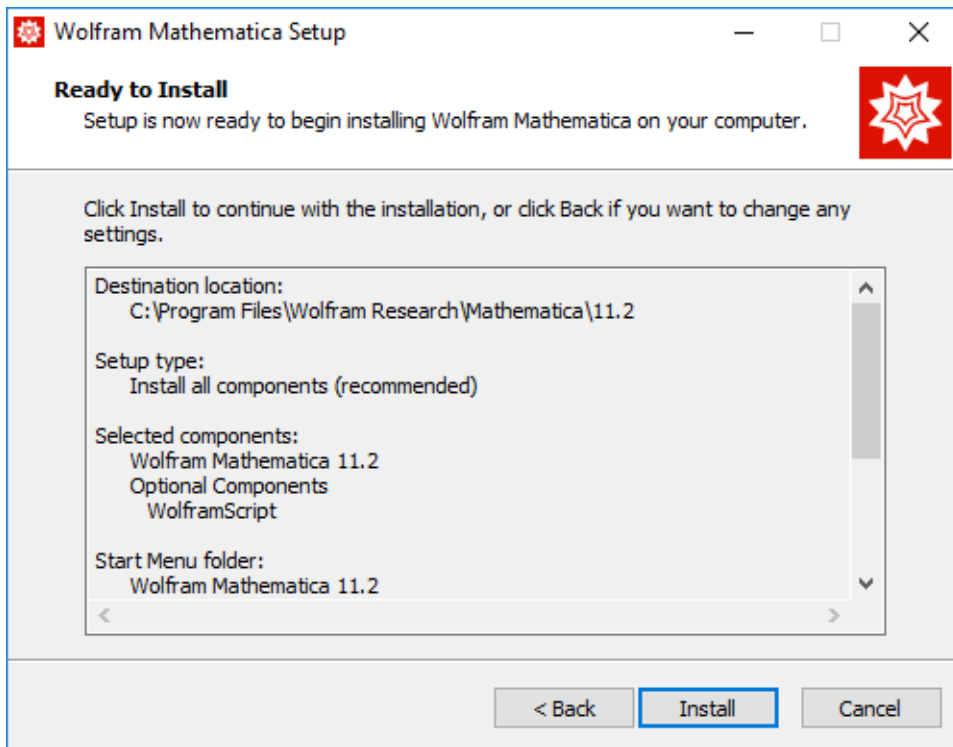 Wolfram Mathematica Setup
Ready to Install
Setup is now ready to begin installing Wolfram Mathematica on your computer.
Click Install to continue with the installation, or click Back if you want to change any
settings.
Destination location:
C:\Program Files\Wolfram Research\Mathematica\11.2
Setup type:
Install all components (recommended)
Selected components:
Wolfram Mathematica 11.2
Optional Components
WolframScript
Start Menu folder:
Wolfram Mathematica 11.2
< Back
Install
Cancel